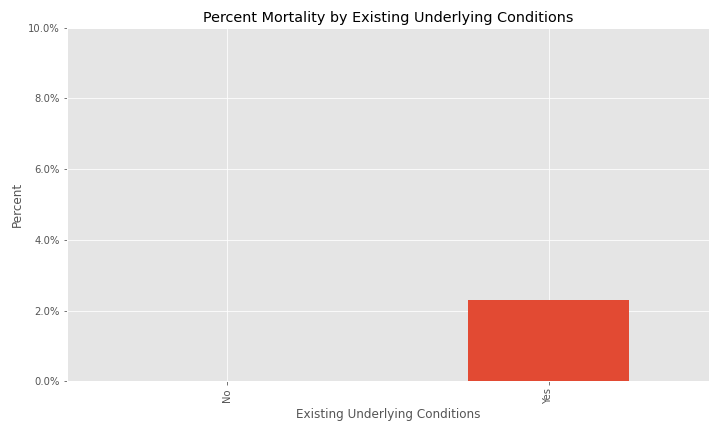 Percent Mortality by Existing Underlying Conditions
10.0%
8.0%
6.0%
4.0%
2.0%
0.0%
Percent
No
Yes
Existing Underlying Conditions